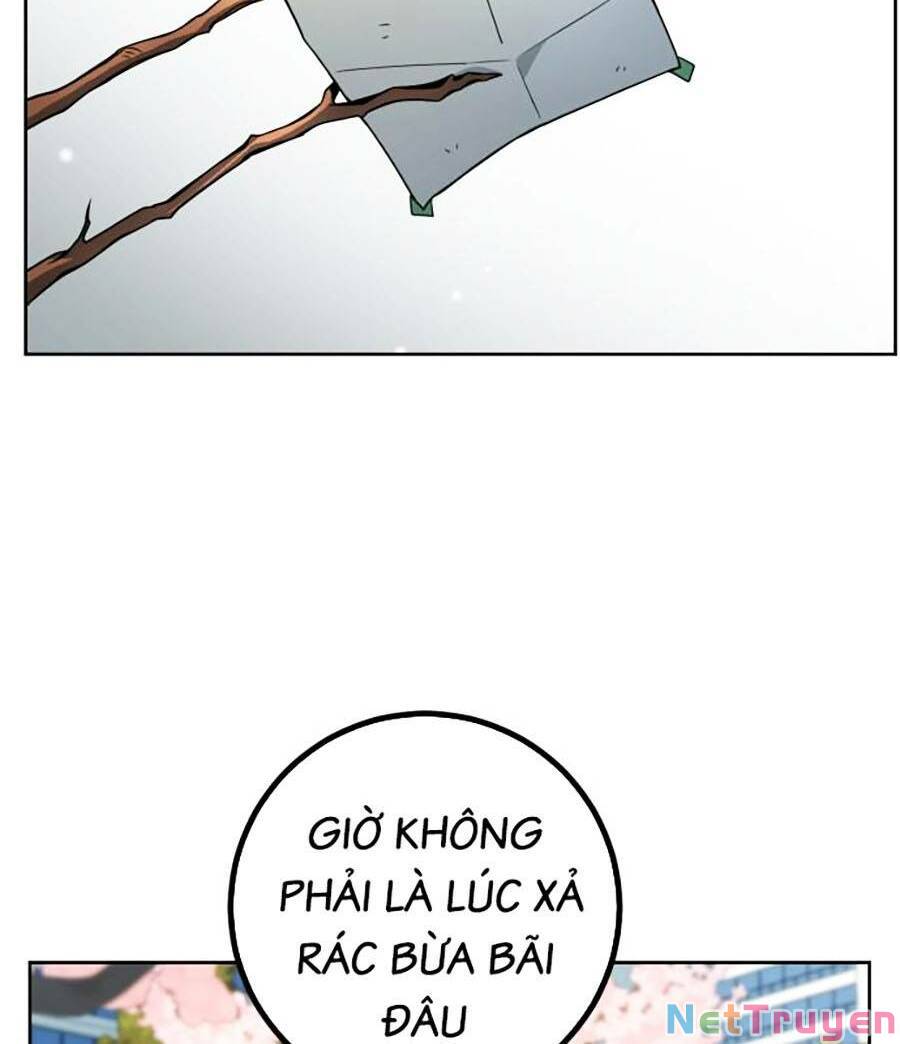 GIỜ KHÔNG
PHẢI LÀ LÚC XẢ
RÁC BỪA BÃI
ĐÂU
NetTruyen